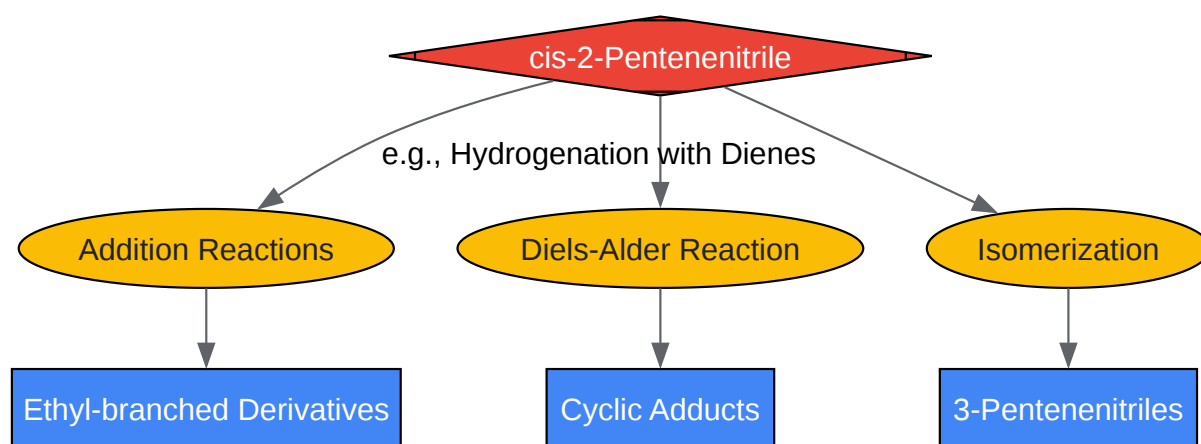 cis-2-Pentenenitrile
e.g., Hydrogenation with Dienes
Addition Reactions
Diels-Alder Reaction
Isomerization
Ethyl-branched Derivatives
Cyclic Adducts
3-Pentenenitriles